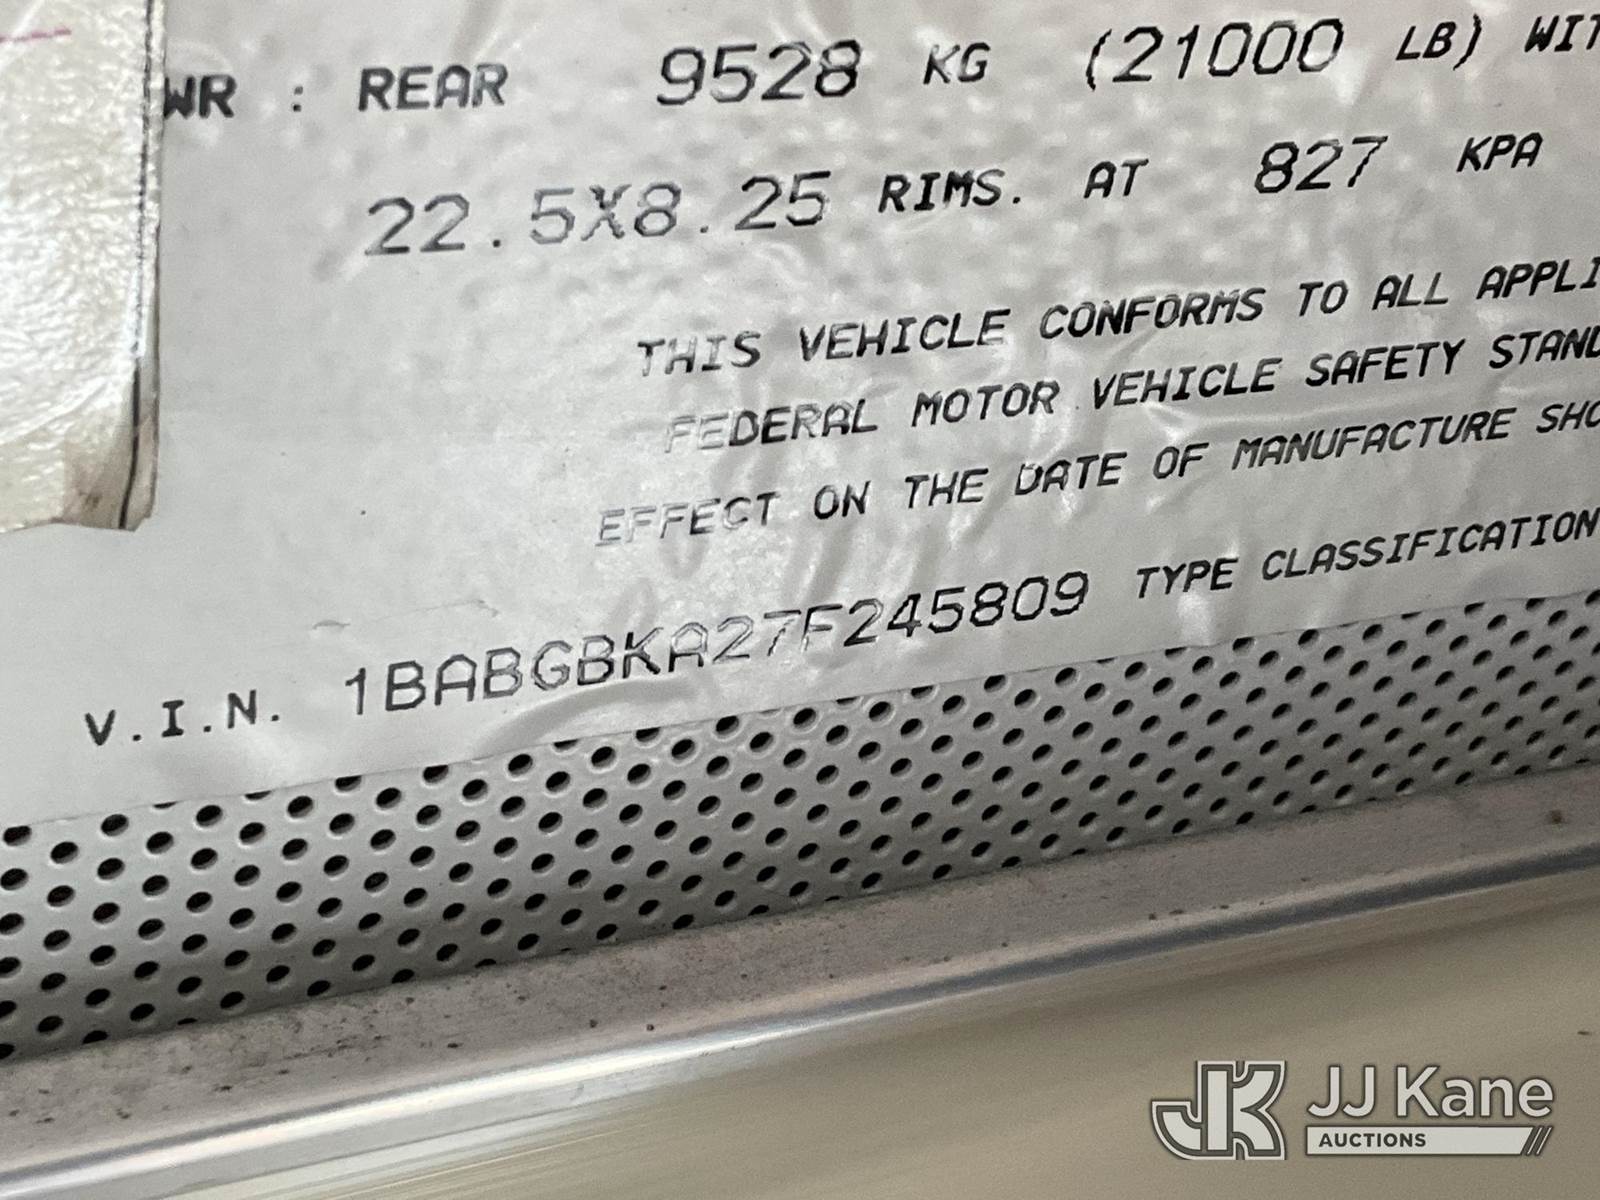 WR : REAR 9528 KG (21000 LB) WIT
22.5X8.25 RIMS. AT 827 KPA
THIS VEHICLE CONFORMS TO ALL APPLI
FEDERAL MOTOR VEHICLE SAFETY STAND
EFFECT ON THE DATE OF MANUFACTURE SHO
V.I.N. 1BABGBKA27F245809 TYPE CLASSIFICATION
JK JJ Kane
AUCTIONS